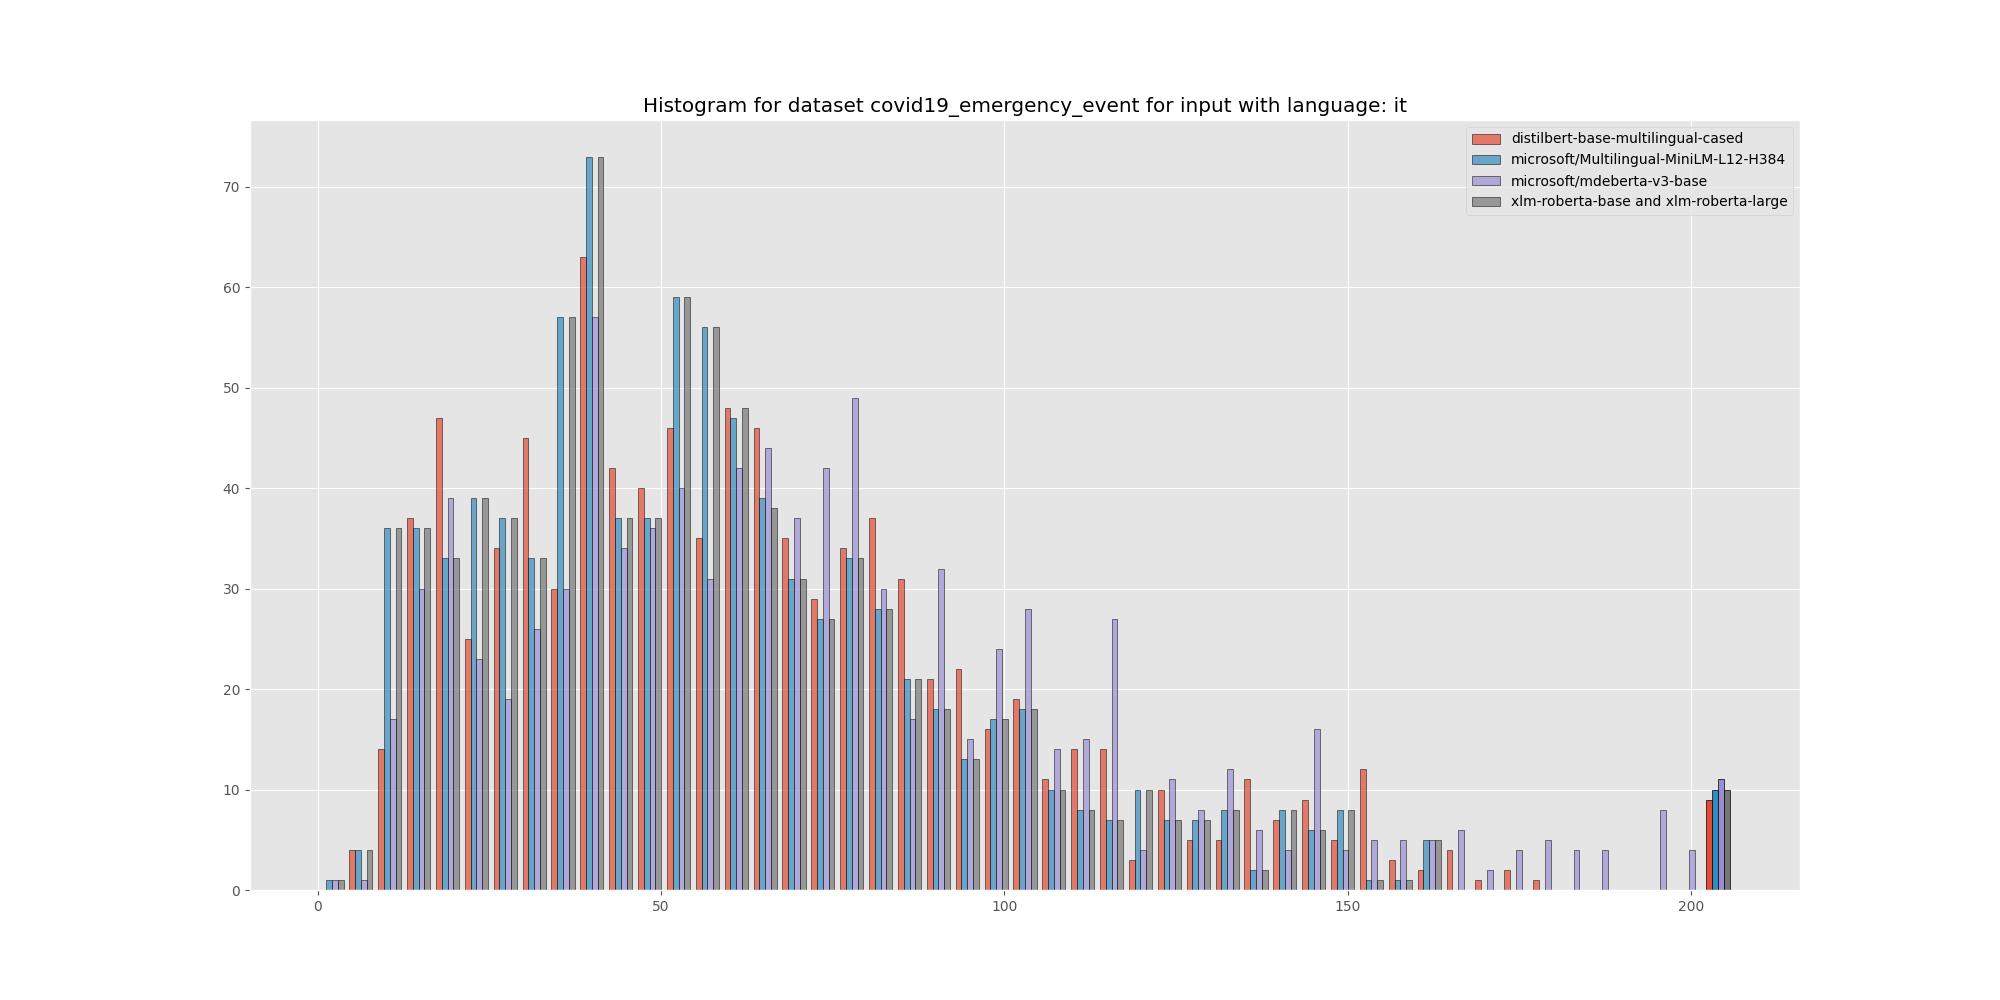 Histogram for dataset covid19_emergency_event for input with language: it
distilbert-base-multilingual-cased
microsoft/Multilingual-MiniLM-L12-H384
microsoft/mdeberta-v3-base
xlm-roberta-base and xlm-roberta-large
70
60
50
40
30
20
10
0
0 50 100 150 200